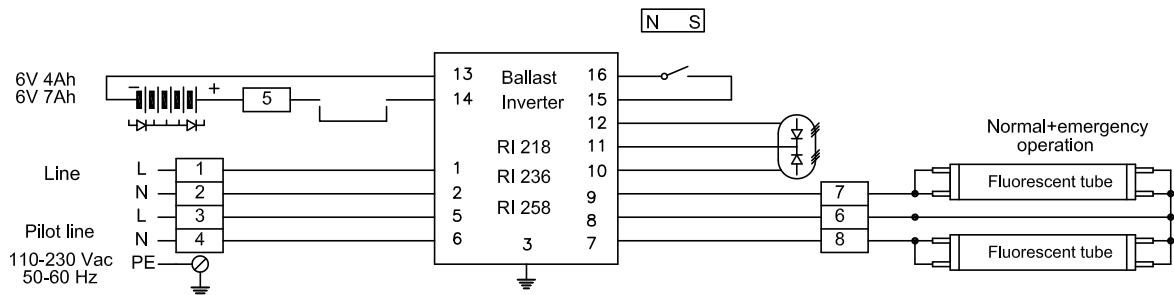 N S
6V 4Ah
6V 7Ah
- +
5
13 Ballast 16
14 Inverter 15
12
RI 218 11
Line
L 1 1
RI 236 10
N 2 2
9 7
L 3 5
RI 258 8 6
Pilot line
N 4 6
3 7 8
110-230 Vac PE
50-60 Hz
Normal+emergency
operation
Fluorescent tube
Fluorescent tube